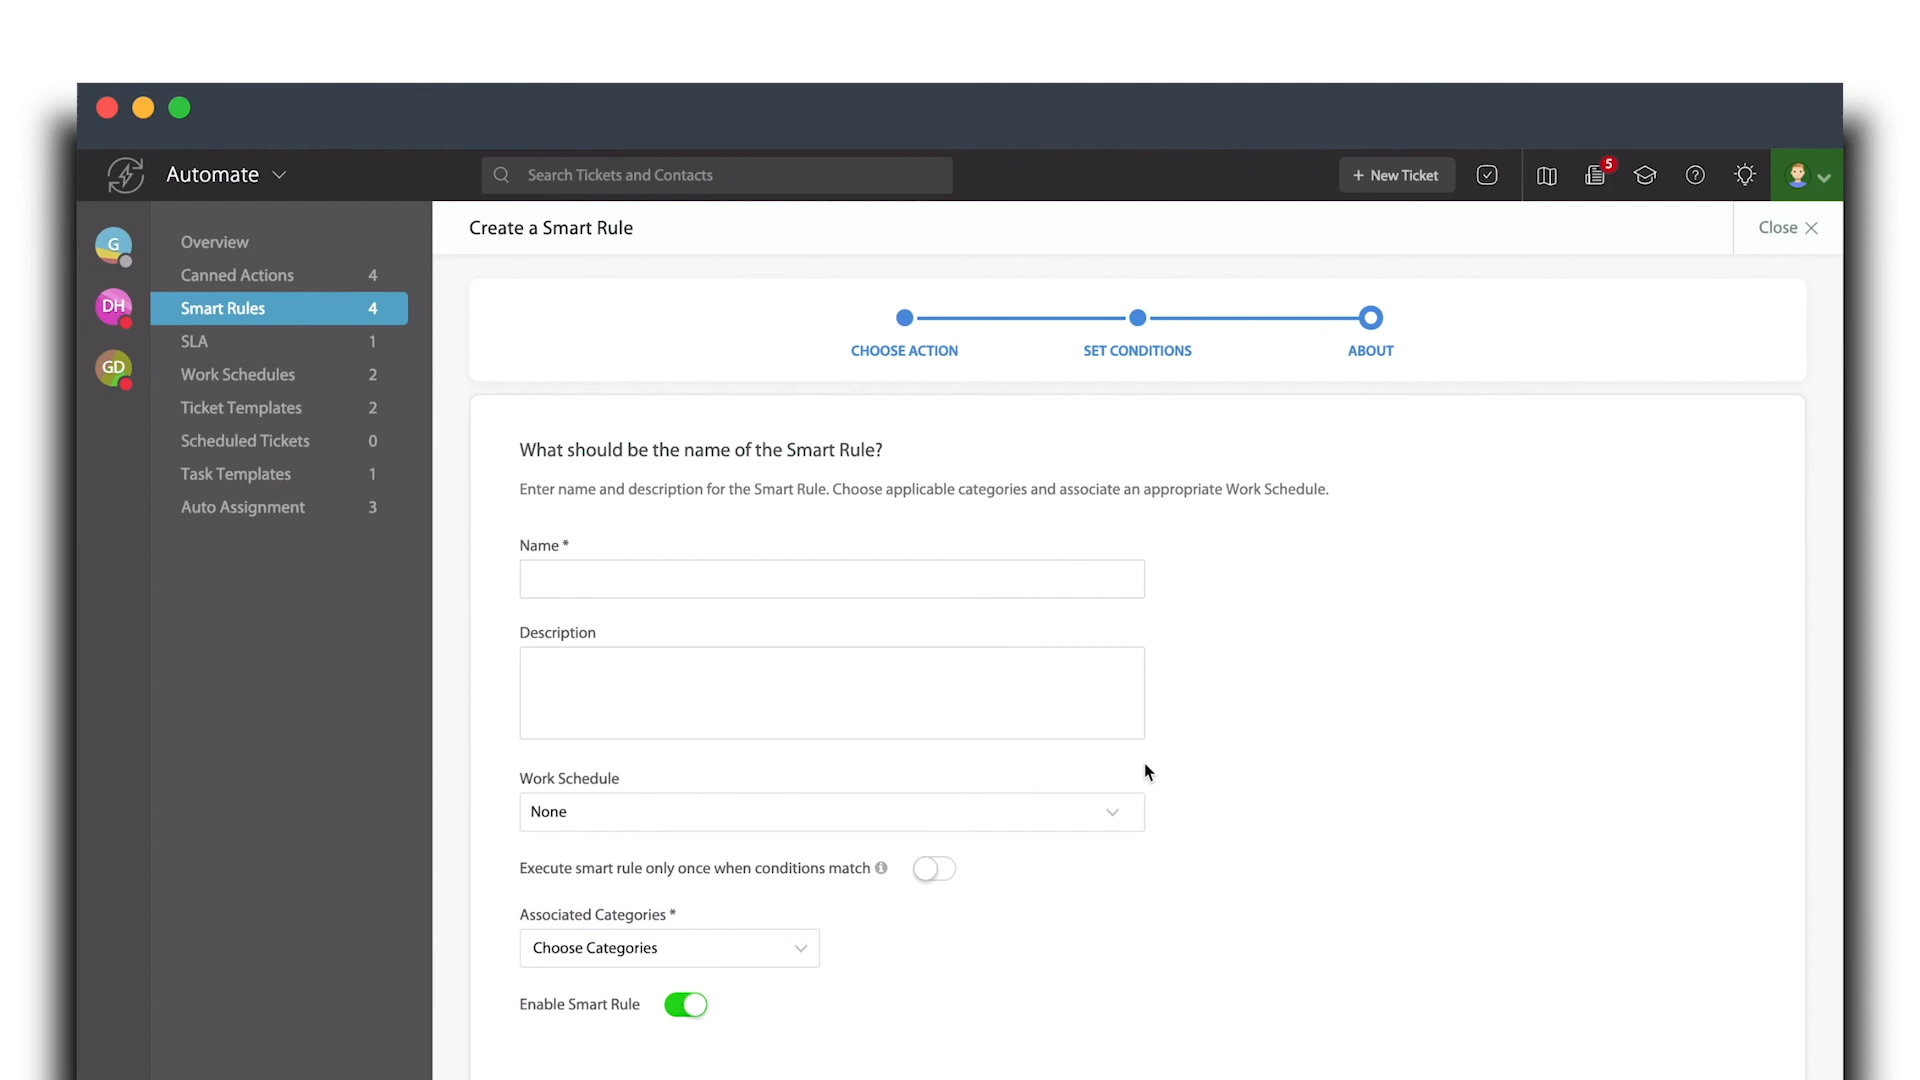 Automate
Search Tickets and Contacts
+ New Ticket
5
G
DH
GD
Overview
Canned Actions 4
Smart Rules 4
SLA 1
Work Schedules 2
Ticket Templates 2
Scheduled Tickets 0
Task Templates 1
Auto Assignment 3
Create a Smart Rule
Close
CHOOSE ACTION
SET CONDITIONS
ABOUT
What should be the name of the Smart Rule?
Enter name and description for the Smart Rule. Choose applicable categories and associate an appropriate Work Schedule.
Name *
Description
Work Schedule
None
Execute smart rule only once when conditions match
Associated Categories *
Choose Categories
Enable Smart Rule